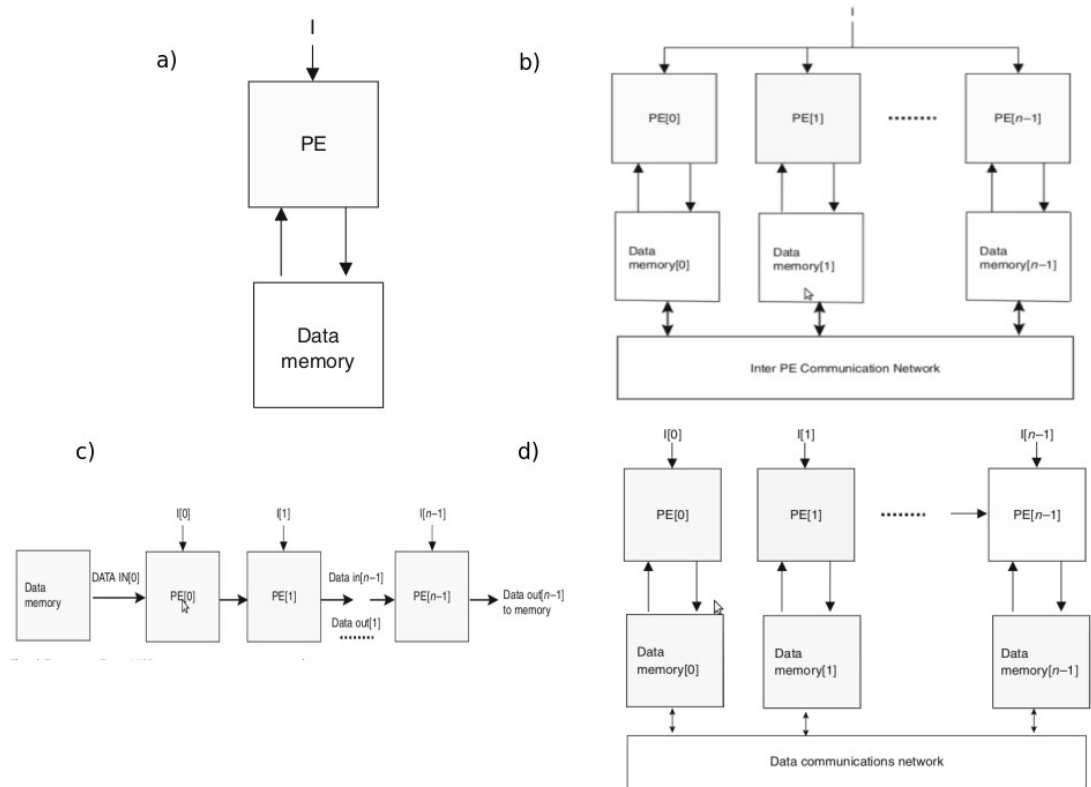 a)
I
PE
Data
memory
b)
I
PE[0]
PE[1]
........
PE[n–1]
Data
memory[0]
Data
memory[1]
Data
memory[n–1]
Inter PE Communication Network
c)
I[0]
I[1]
I[n–1]
Data
memory
DATA IN[0]
PE[0]
PE[1]
Data in[n–1]
Data out[1]
........
PE[n–1]
Data out[n–1]
to memory
d)
I[0]
I[1]
I[n–1]
PE[0]
PE[1]
........
PE[n–1]
Data
memory[0]
Data
memory[1]
Data
memory[n–1]
Data communications network